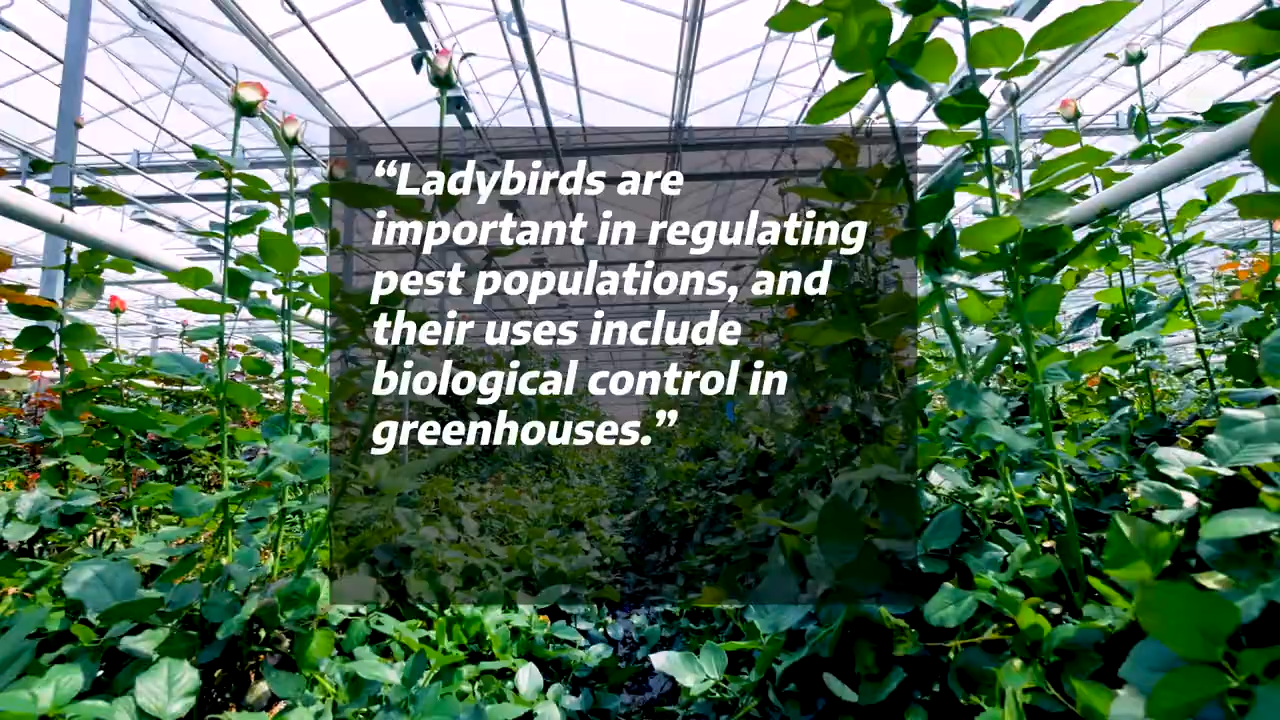 “Ladybirds are
important in regulating
pest populations, and
their uses include
biological control in
greenhouses.”